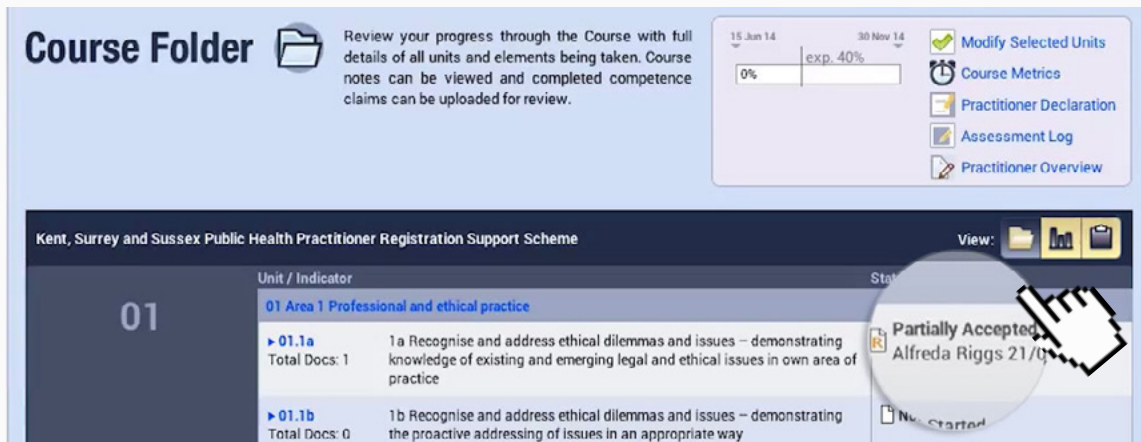 Course Folder
Review your progress through the Course with full
details of all units and elements being taken. Course
notes can be viewed and completed competence
claims can be uploaded for review.
15 Jun 14 30 Nov 14
exp. 40%
0%
Modify Selected Units
Course Metrics
Practitioner Declaration
Assessment Log
Practitioner Overview
Kent, Surrey and Sussex Public Health Practitioner Registration Support Scheme
View:
Unit / Indicator
01
01 Area 1 Professional and ethical practice
▸ 01.1a
Total Docs: 1
1a Recognise and address ethical dilemmas and issues – demonstrating
knowledge of existing and emerging legal and ethical issues in own area of
practice
R
Partially Accepted
Alfreda Riggs
▸ 01.1b
Total Docs: 0
1b Recognise and address ethical dilemmas and issues – demonstrating
the proactive addressing of issues in an appropriate way
Started